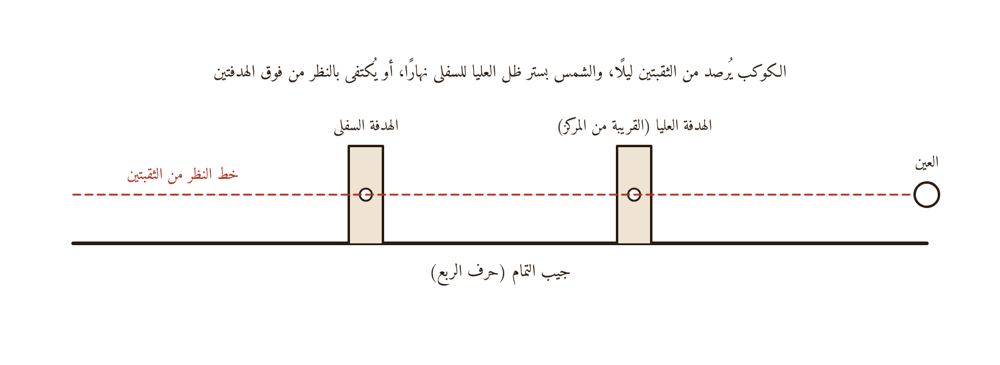 الكوكب يُرصد من الثقبتين ليلًا، والشمس بستر ظل العليا للسفلى نهارًا، أو يُكتفى بالنظر من فوق الهدفتين
الهدفة العليا (القريبة من المركز)
الهدفة السفلى
العين
خط النظر من الثقبتين
جيب التمام (حرف الربع)